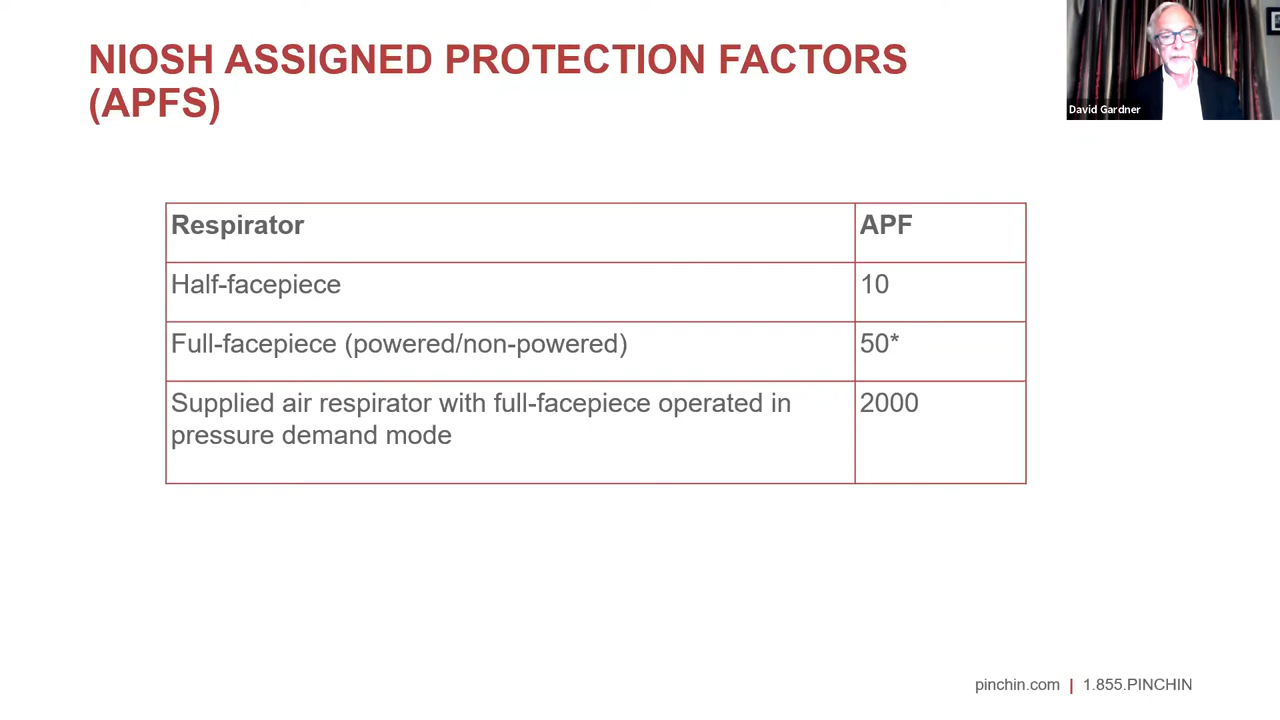 NIOSH ASSIGNED PROTECTION FACTORS
(APFS)
David Gardner
Respirator APF
Half-facepiece 10
Full-facepiece (powered/non-powered) 50*
Supplied air respirator with full-facepiece operated in 2000
pressure demand mode
pinchin.com | 1.855.PINCHIN